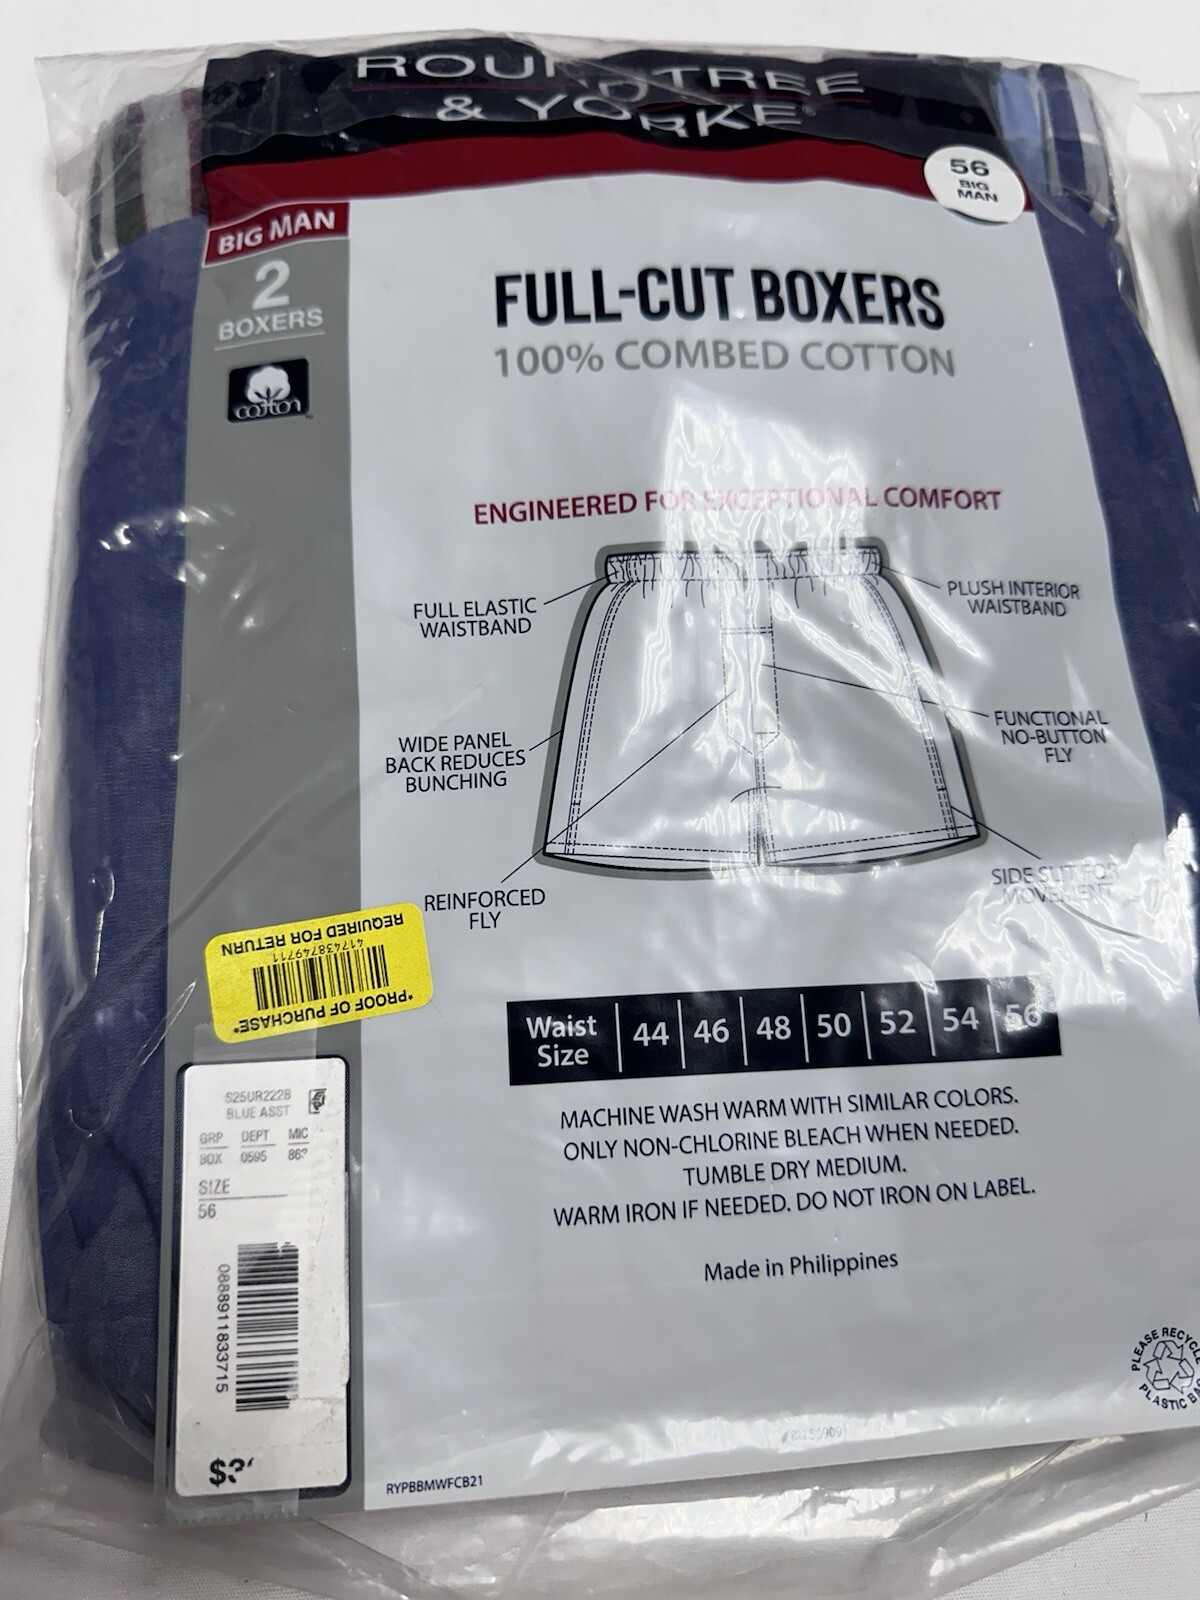 ROUNDTREE
& YORKE®
56
BIG
MAN
BIG MAN
2
BOXERS
cotton
FULL-CUT BOXERS
100% COMBED COTTON
ENGINEERED FOR EXCEPTIONAL COMFORT
FULL ELASTIC
WAISTBAND
PLUSH INTERIOR
WAISTBAND
WIDE PANEL
BACK REDUCES
BUNCHING
FUNCTIONAL
NO-BUTTON
FLY
REINFORCED
FLY
SIDE SLIT FOR
MOVEMENT
*PROOF OF PURCHASE*
417438749711
REQUIRED FOR RETURN
Waist
Size
44 46 48 50 52 54 56
S25UR222B
BLUE ASST
GRP DEPT MIC
BOX 0595
SIZE
56
0888911833715
MACHINE WASH WARM WITH SIMILAR COLORS.
ONLY NON-CHLORINE BLEACH WHEN NEEDED.
TUMBLE DRY MEDIUM.
WARM IRON IF NEEDED. DO NOT IRON ON LABEL.
Made in Philippines
PLEASE RECYCLE
PLASTIC
RYPBBMWFCB21